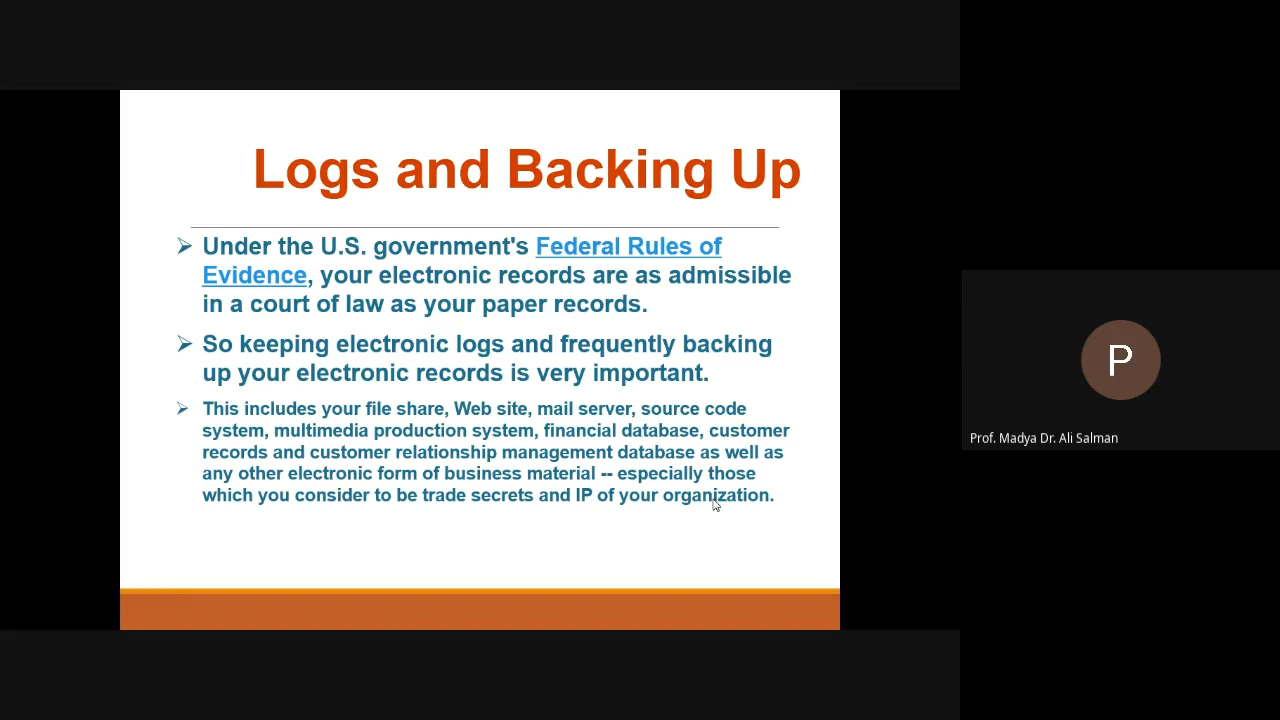 Logs and Backing Up
Under the U.S. government's Federal Rules of
Evidence, your electronic records are as admissible
in a court of law as your paper records.
So keeping electronic logs and frequently backing
up your electronic records is very important.
This includes your file share, Web site, mail server, source code
system, multimedia production system, financial database, customer
records and customer relationship management database as well as
any other electronic form of business material -- especially those
which you consider to be trade secrets and IP of your organization.
P
Prof. Madya Dr. Ali Salman